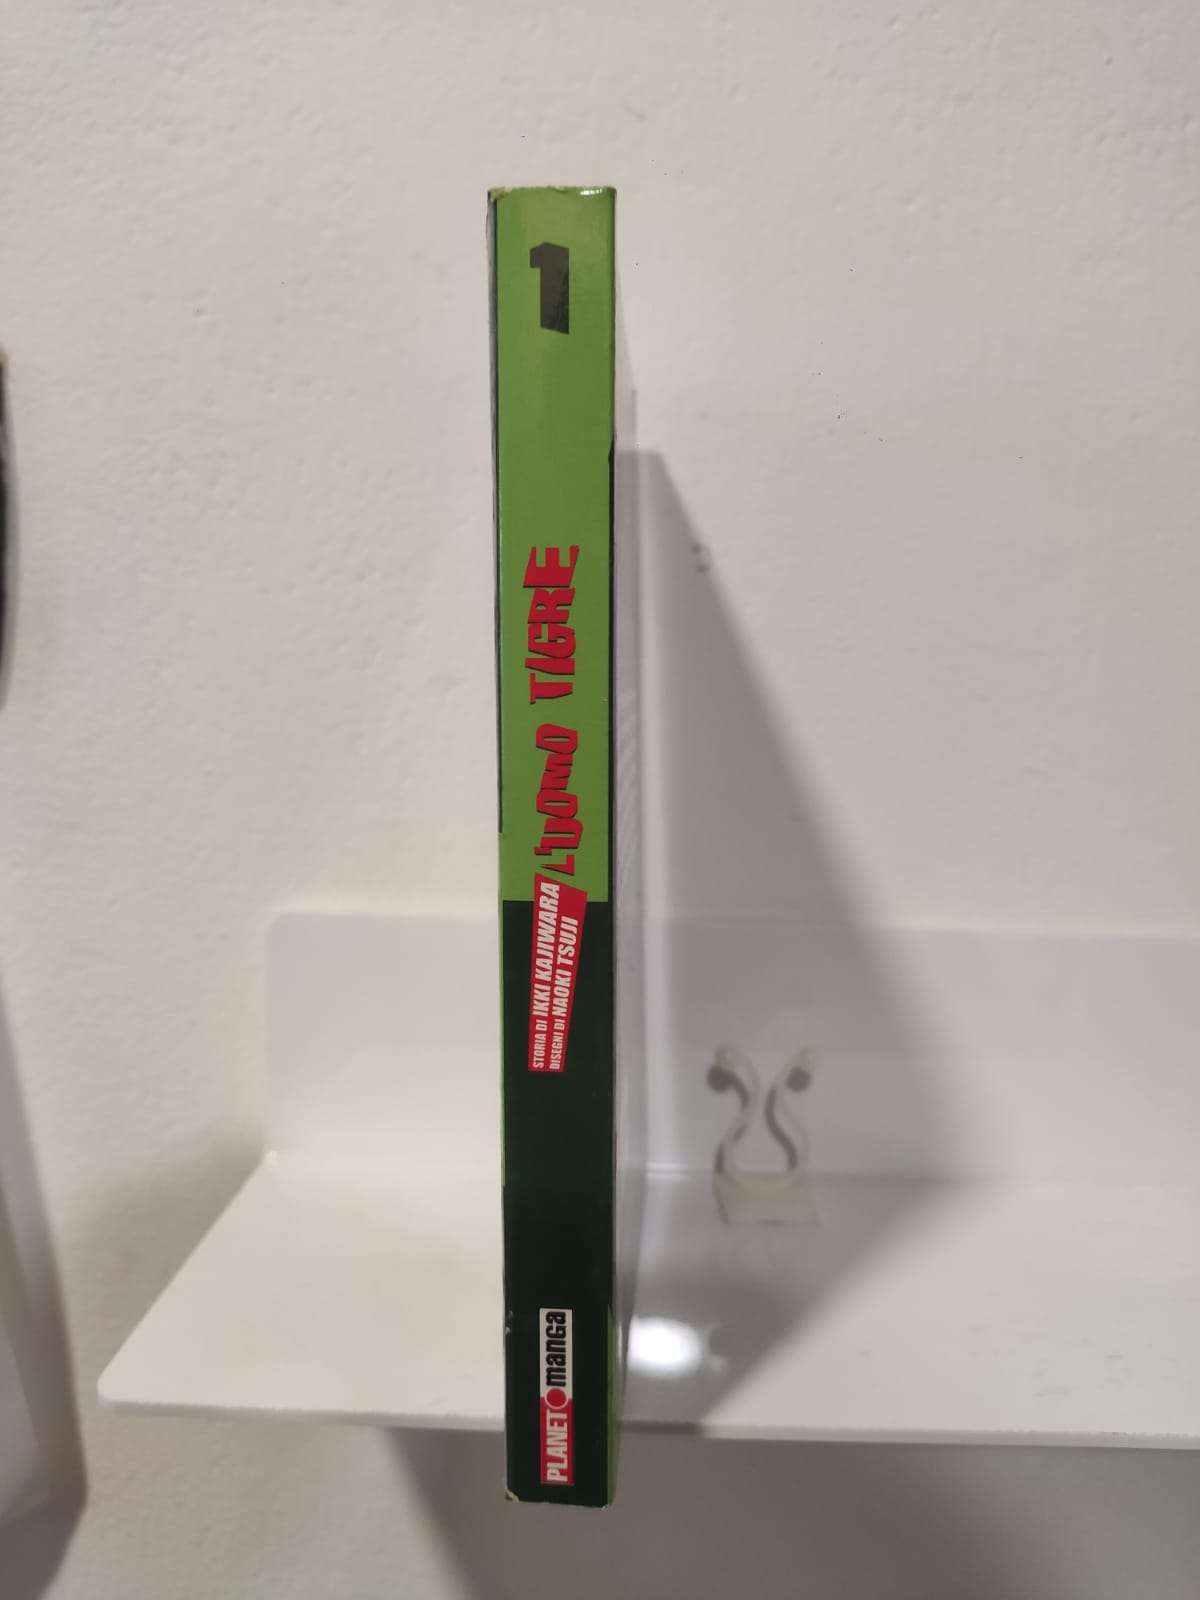 1
L'UOMO TIGRE
STORIA DI IKKI KAJIWARA
DISEGNI DI NAOKI TSUJI
PLANET manga